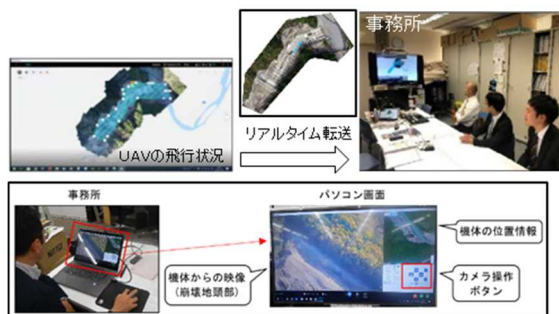 事務所
UAVの飛行状況
リアルタイム転送
事務所
パソコン画面
機体の位置情報
機体からの映像
(崩壊地頭部)
カメラ操作
ボタン